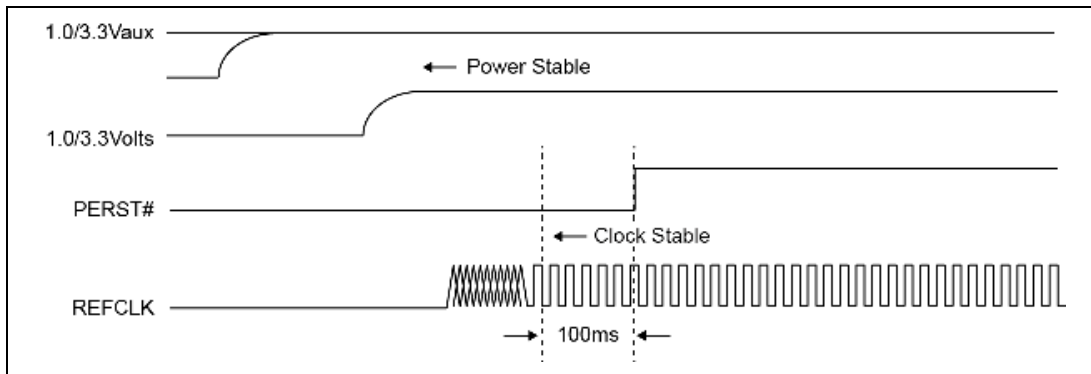 1.0/3.3Vaux
Power Stable
1.0/3.3Volts
PERST#
Clock Stable
REFCLK
100ms